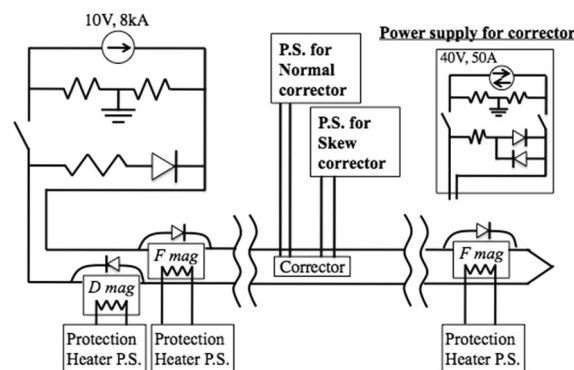 10V, 8kA
P.S. for
Normal
corrector
P.S. for
Skew
corrector
Power supply for corrector
40V, 50A
F mag
D mag
Corrector
F mag
Protection
Heater P.S.
Protection
Heater P.S.
Protection
Heater P.S.